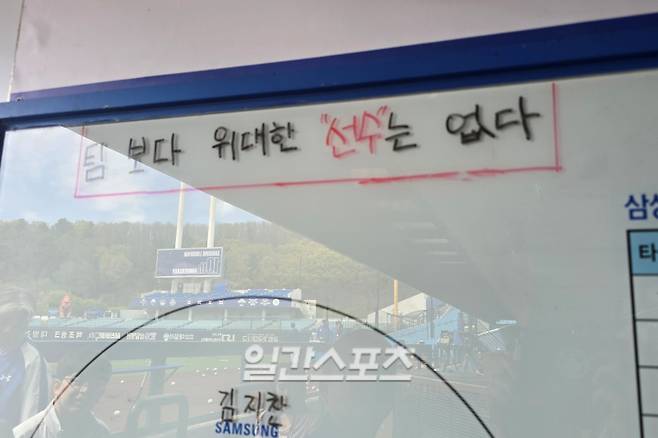 팀 보다 위대한 "선수"는 없다
삼성
타
일간스포츠
김지찬
SAMSUNG